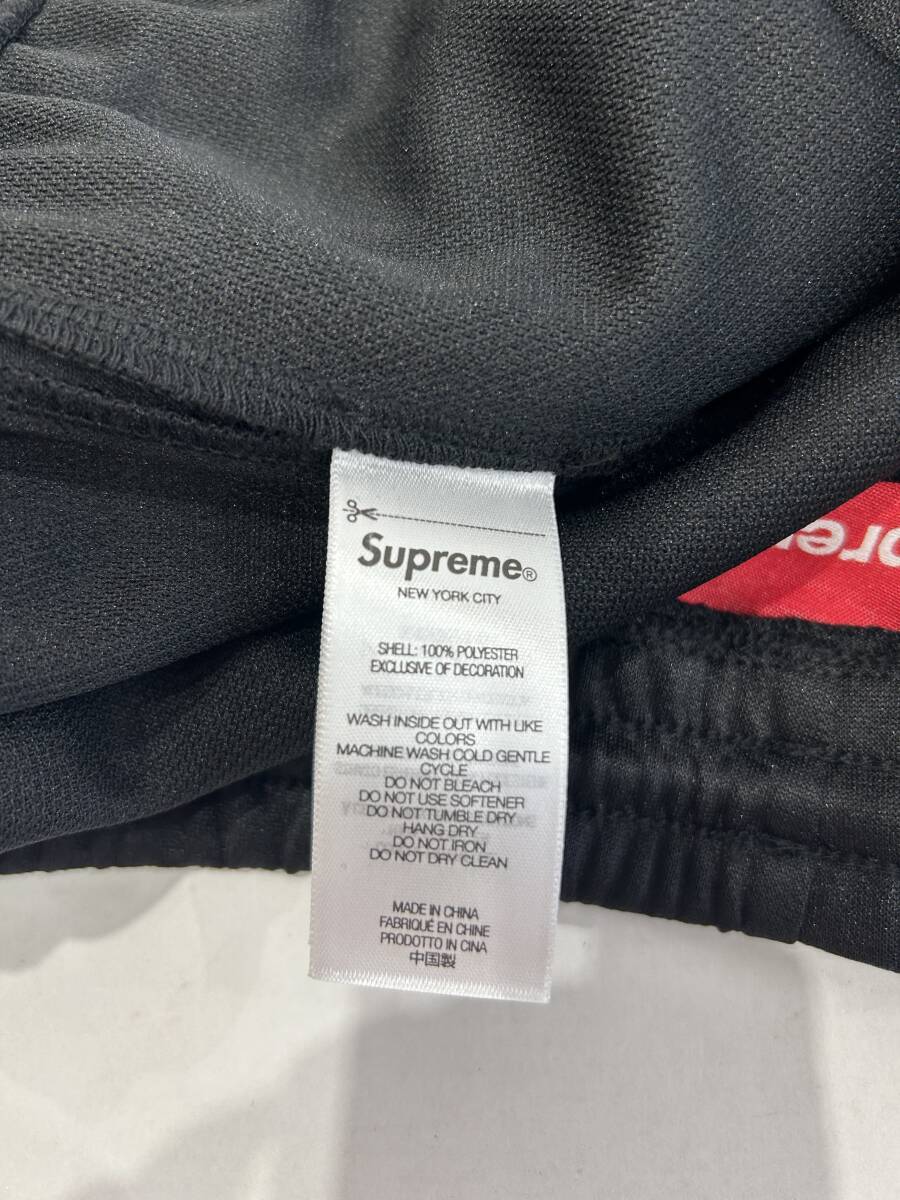 Supreme®
NEW YORK CITY
SHELL: 100% POLYESTER
EXCLUSIVE OF DECORATION
WASH INSIDE OUT WITH LIKE
COLORS
MACHINE WASH COLD GENTLE
CYCLE
DO NOT BLEACH
DO NOT USE SOFTENER
DO NOT TUMBLE DRY
HANG DRY
DO NOT IRON
DO NOT DRY CLEAN
MADE IN CHINA
FABRIQUÉ EN CHINE
PRODOTTO IN CINA
中国製